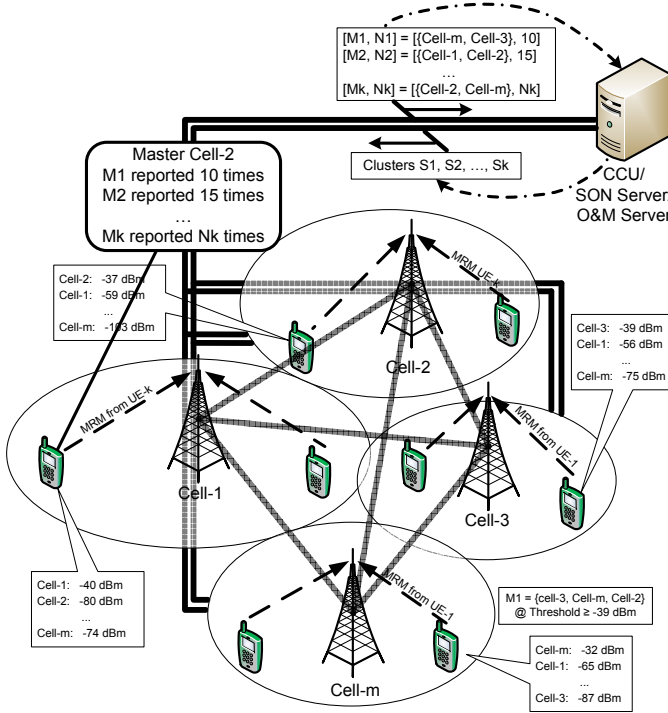 [M1, N1] = [{Cell-m, Cell-3}, 10]
[M2, N2] = [{Cell-1, Cell-2}, 15]
...
[Mk, Nk] = [{Cell-2, Cell-m}, Nk]
Clusters S1, S2, ..., Sk
CCU/
SON Server/
O&M Server
Master Cell-2
M1 reported 10 times
M2 reported 15 times
...
Mk reported Nk times
Cell-2: -37 dBm
Cell-1: -59 dBm
...
Cell-m: -103 dBm
MRM UE-k
Cell-2
Cell-3: -39 dBm
Cell-1: -56 dBm
...
Cell-m: -75 dBm
MRM from UE-k
Cell-1
MRM from UE-1
Cell-3
Cell-1: -40 dBm
Cell-2: -80 dBm
...
Cell-m: -74 dBm
MRM from UE-1
Cell-m
M1 = {cell-3, Cell-m, Cell-2}
@ Threshold ≥ -39 dBm
Cell-m: -32 dBm
Cell-1: -65 dBm
...
Cell-3: -87 dBm